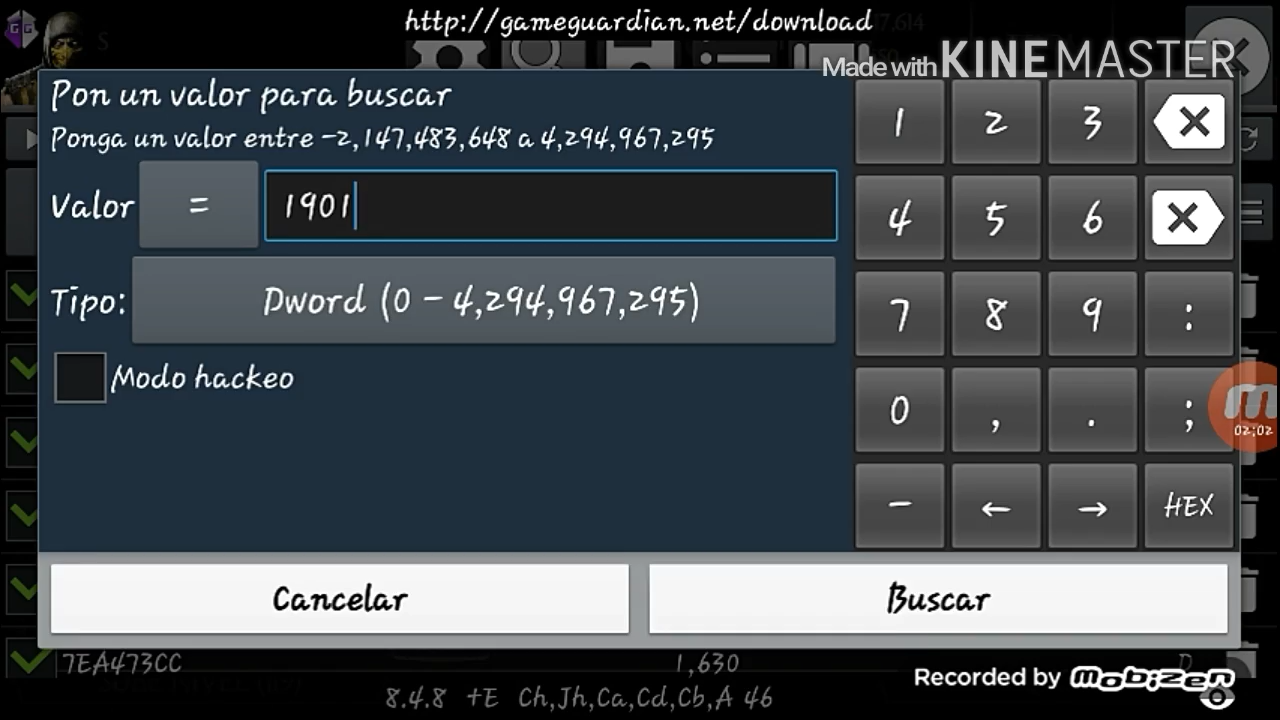 http://gameguardian.net/download
GG
S
Made with KINEMASTER
Pon un valor para buscar
Ponga un valor entre -2,147,483,648 a 4,294,967,295
Valor = 1901
Tipo: Dword (0 - 4,294,967,295)
Modo hackeo
1 2 3
4 5 6
7 8 9 :
0 , . ;
- ← → HEX
02:02
Cancelar Buscar
7EA473CC 1,630 D
Recorded by mobizen
8.4.8 +E Ch,Jh,Ca,Cd,Cb,A 46